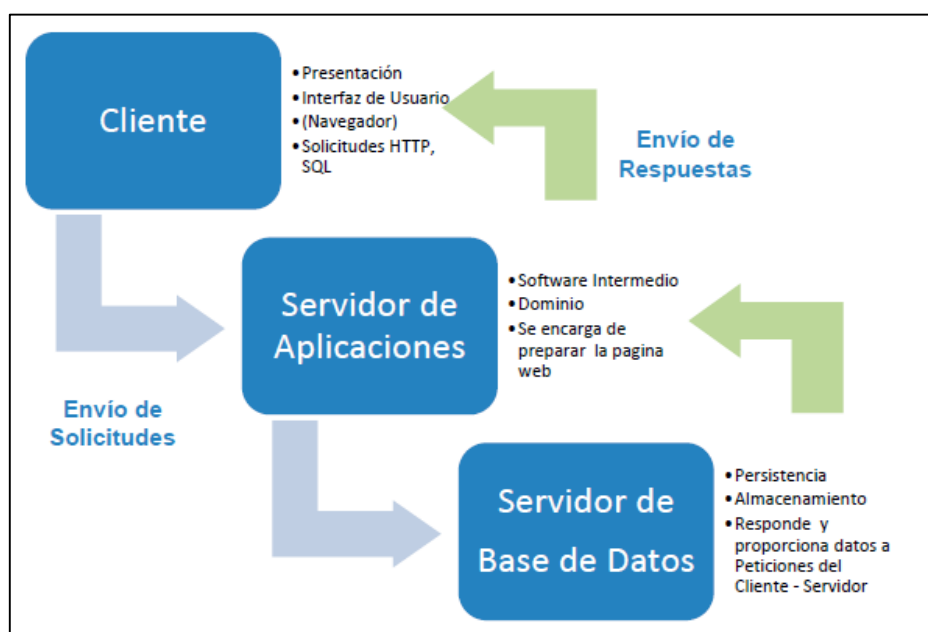 Cliente
•Presentación
•Interfaz de Usuario
•(Navegador)
•Solicitudes HTTP,
SQL
Envío de
Respuestas
Servidor de
Aplicaciones
•Software Intermedio
•Dominio
•Se encarga de
preparar la pagina
web
Envío de
Solicitudes
Servidor de
Base de Datos
•Persistencia
•Almacenamiento
•Responde y
proporciona datos a
Peticiones del
Cliente - Servidor